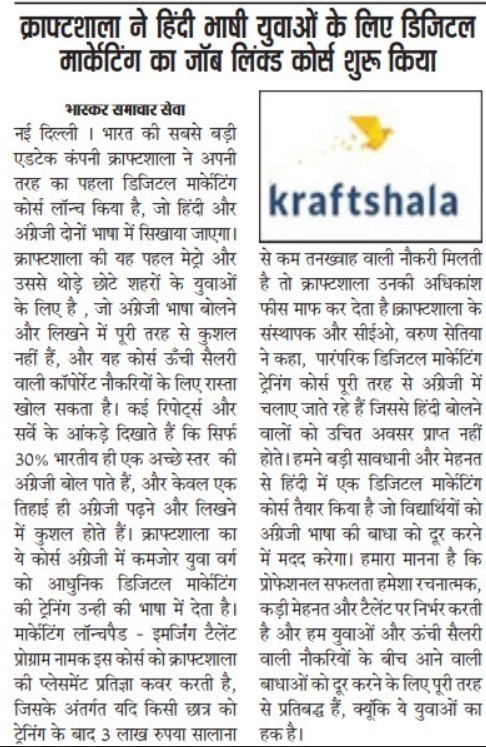 क्राफ्टशाला ने हिंदी भाषी युवाओं के लिए डिजिटल
मार्केटिंग का जॉब लिंक्ड कोर्स शुरू किया
भास्कर समाचार सेवा
नई दिल्ली । भारत की सबसे बड़ी
एडटेक कंपनी क्राफ्टशाला ने अपनी
तरह का पहला डिजिटल मार्केटिंग
कोर्स लॉन्च किया है, जो हिंदी और
अंग्रेजी दोनों भाषा में सिखाया जाएगा।
क्राफ्टशाला की यह पहल मेट्रो और
उससे थोड़े छोटे शहरों के युवाओं
के लिए है , जो अंग्रेजी भाषा बोलने
और लिखने में पूरी तरह से कुशल
नहीं हैं, और यह कोर्स ऊँची सैलरी
वाली कॉपोर्रेट नौकरियों के लिए रास्ता
खोल सकता है। कई रिपोर्ट्स और
सर्वे के आंकड़े दिखाते हैं कि सिर्फ
30% भारतीय ही एक अच्छे स्तर की
अंग्रेजी बोल पाते हैं, और केवल एक
तिहाई ही अंग्रेजी पढ़ने और लिखने
में कुशल होते हैं। क्राफ्टशाला का
ये कोर्स अंग्रेजी में कमजोर युवा वर्ग
को आधुनिक डिजिटल मार्केटिंग
की ट्रेनिंग उन्ही की भाषा में देता है।
मार्केटिंग लॉन्चपैड - इमर्जिंग टैलेंट
प्रोग्राम नामक इस कोर्स को क्राफ्टशाला
की प्लेसमेंट प्रतिज्ञा कवर करती है,
जिसके अंतर्गत यदि किसी छात्र को
ट्रेनिंग के बाद 3 लाख रुपया सालाना
kraftshala
से कम तनख्वाह वाली नौकरी मिलती
है तो क्राफ्टशाला उनकी अधिकांश
फीस माफ कर देता है।क्राफ्टशाला के
संस्थापक और सीईओ, वरुण सेतिया
ने कहा, पारंपरिक डिजिटल मार्केटिंग
ट्रेनिंग कोर्स पूरी तरह से अंग्रेजी में
चलाए जाते रहे हैं जिससे हिंदी बोलने
वालों को उचित अवसर प्राप्त नहीं
होते। हमने बड़ी सावधानी और मेहनत
से हिंदी में एक डिजिटल मार्केटिंग
कोर्स तैयार किया है जो विद्यार्थियों को
अंग्रेजी भाषा की बाधा को दूर करने
में मदद करेगा। हमारा मानना है कि
प्रोफेशनल सफलता हमेशा रचनात्मक,
कड़ी मेहनत और टैलेंट पर निर्भर करती
है और हम युवाओं और ऊंची सैलरी
वाली नौकरियों के बीच आने वाली
बाधाओं को दूर करने के लिए पूरी तरह
से प्रतिबद्ध हैं, क्यूंकि ये युवाओं का
हक है।